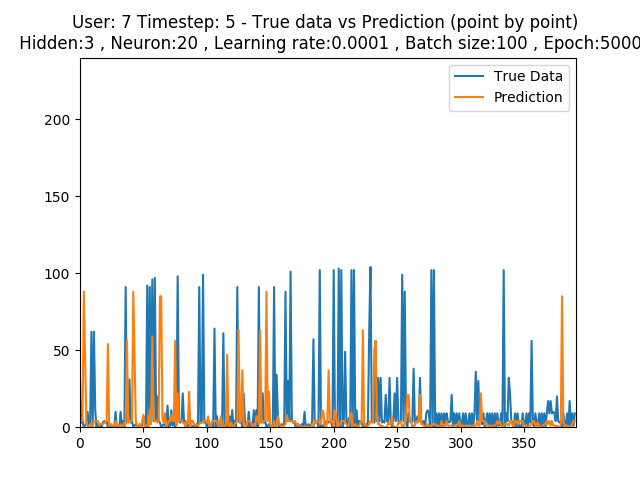 User: 7 Timestep: 5 - True data vs Prediction (point by point)
Hidden:3 , Neuron:20 , Learning rate:0.0001 , Batch size:100 , Epoch:5000
True Data
Prediction
200
150
100
50
0
0 50 100 150 200 250 300 350